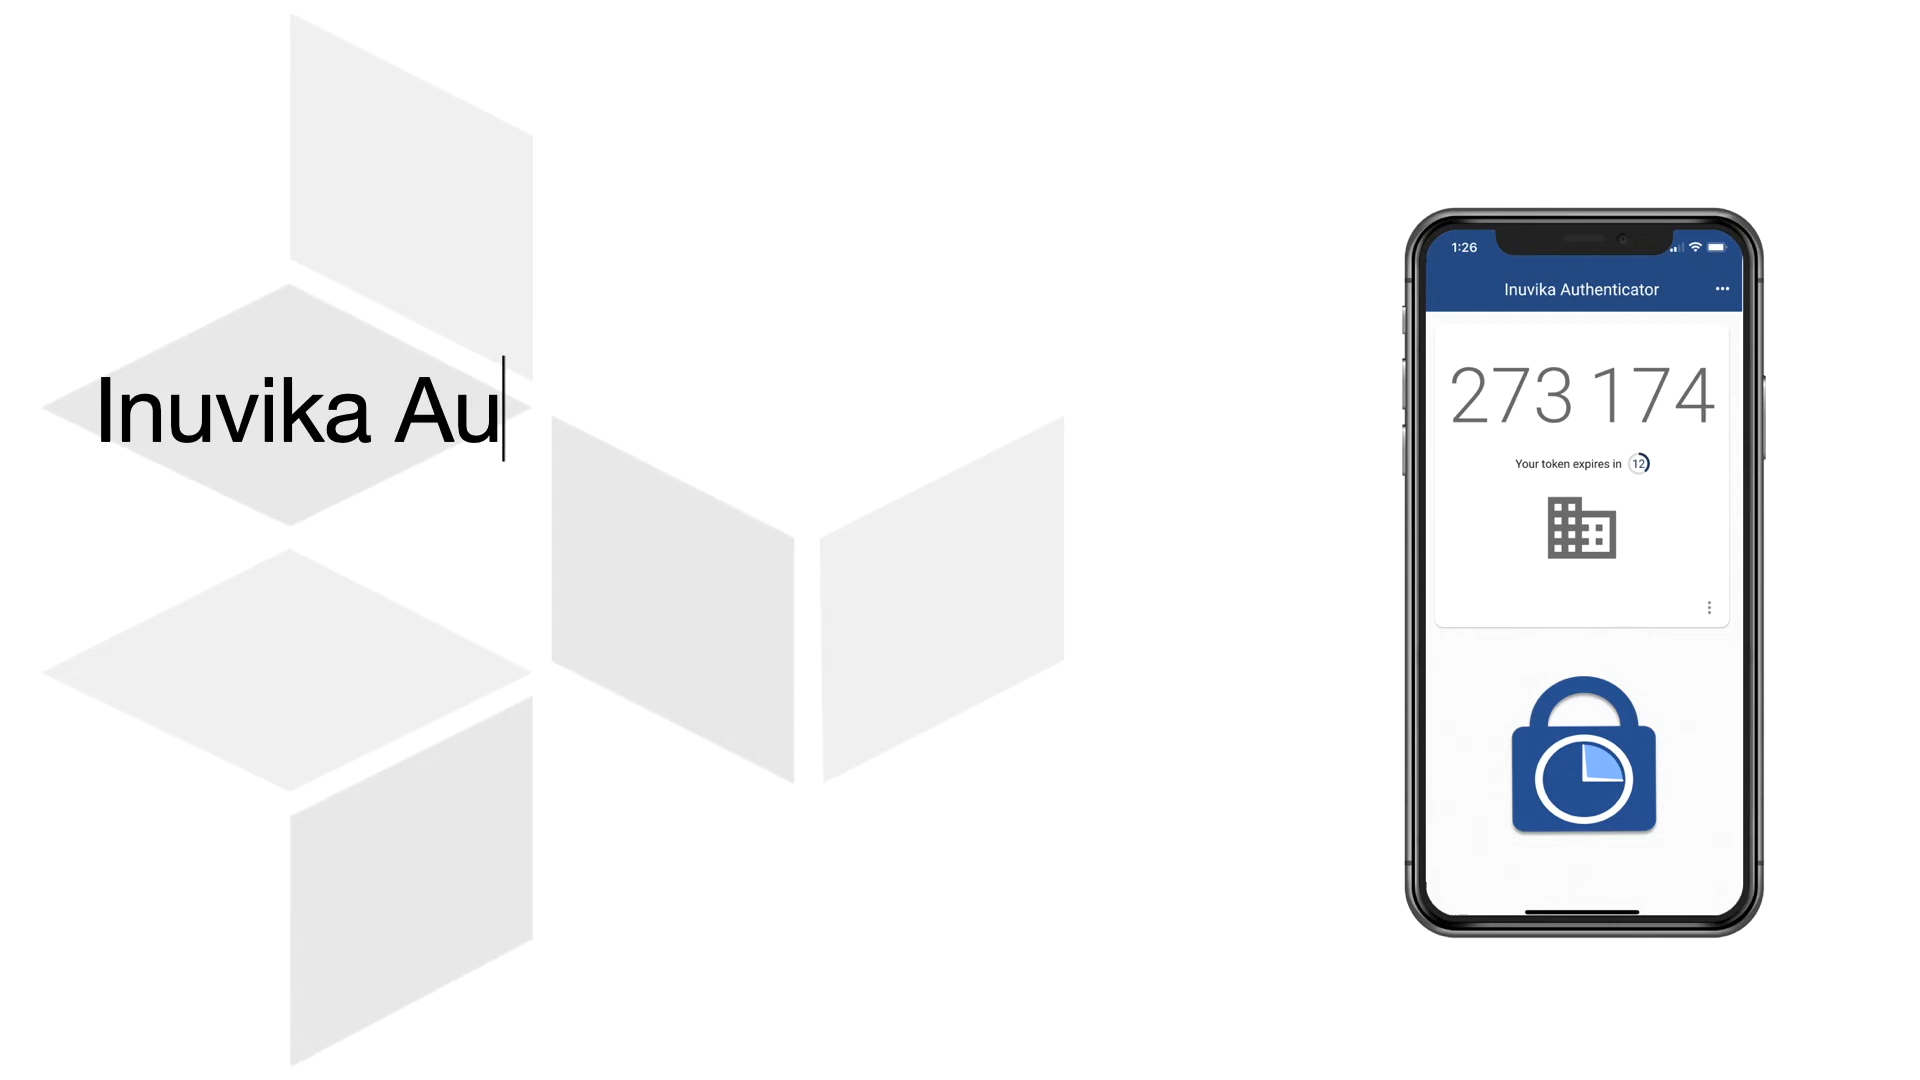 Inuvika Au
1:26
Inuvika Authenticator
273 174
Your token expires in 12